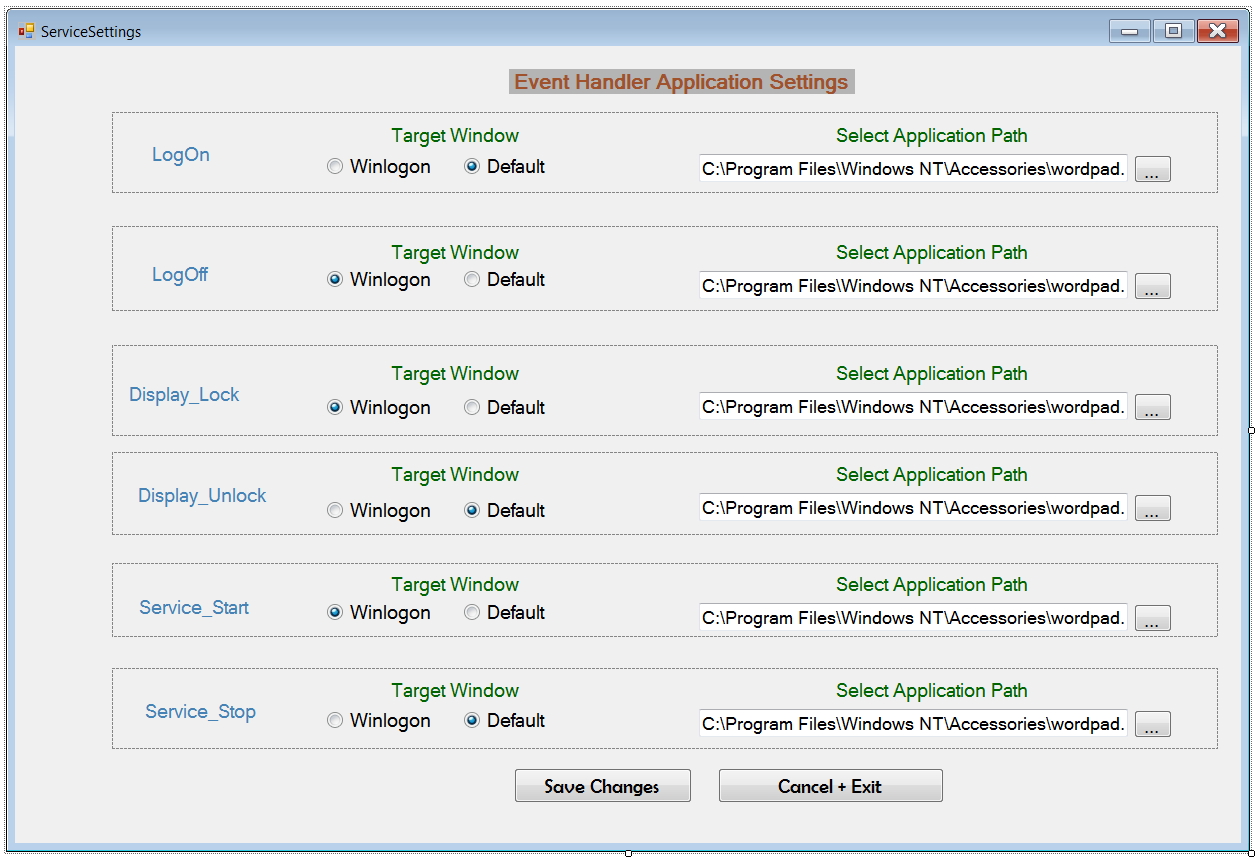 ServiceSettings
Event Handler Application Settings
LogOn
Target Window
Winlogon Default
Select Application Path
C:\Program Files\Windows NT\Accessories\wordpad. ...
LogOff
Target Window
Winlogon Default
Select Application Path
C:\Program Files\Windows NT\Accessories\wordpad. ...
Display_Lock
Target Window
Winlogon Default
Select Application Path
C:\Program Files\Windows NT\Accessories\wordpad. ...
Display_Unlock
Target Window
Winlogon Default
Select Application Path
C:\Program Files\Windows NT\Accessories\wordpad. ...
Service_Start
Target Window
Winlogon Default
Select Application Path
C:\Program Files\Windows NT\Accessories\wordpad. ...
Service_Stop
Target Window
Winlogon Default
Select Application Path
C:\Program Files\Windows NT\Accessories\wordpad. ...
Save Changes Cancel + Exit